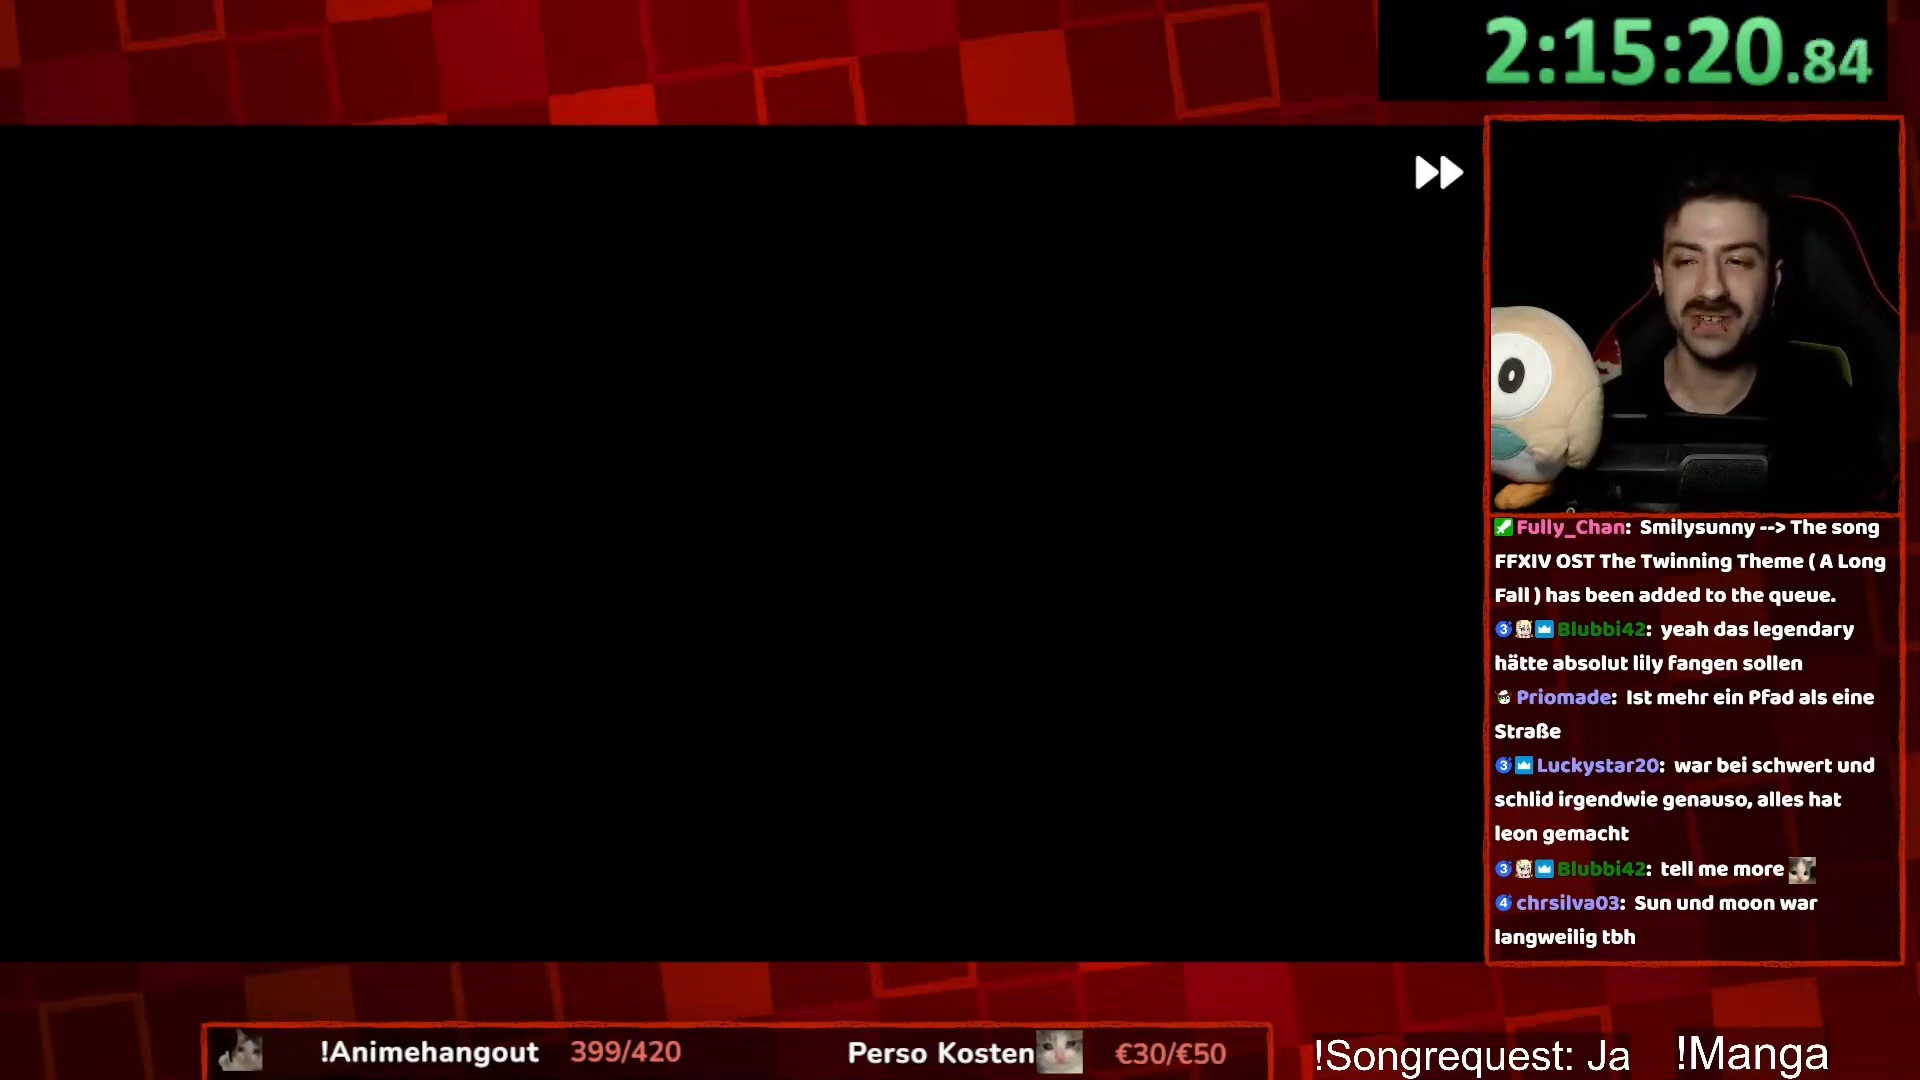 2:15:20.84
Fully_Chan: Smilysunny --> The song
FFXIV OST The Twinning Theme ( A Long
Fall ) has been added to the queue.
Blubbi42: yeah das legendary
hätte absolut lily fangen sollen
Priomade: Ist mehr ein Pfad als eine
Straße
Luckystar20: war bei schwert und
schlid irgendwie genauso, alles hat
leon gemacht
Blubbi42: tell me more
chrsilva03: Sun und moon war
langweilig tbh
!Animehangout 399/420 Perso Kosten €30/€50 !Songrequest: Ja !Manga